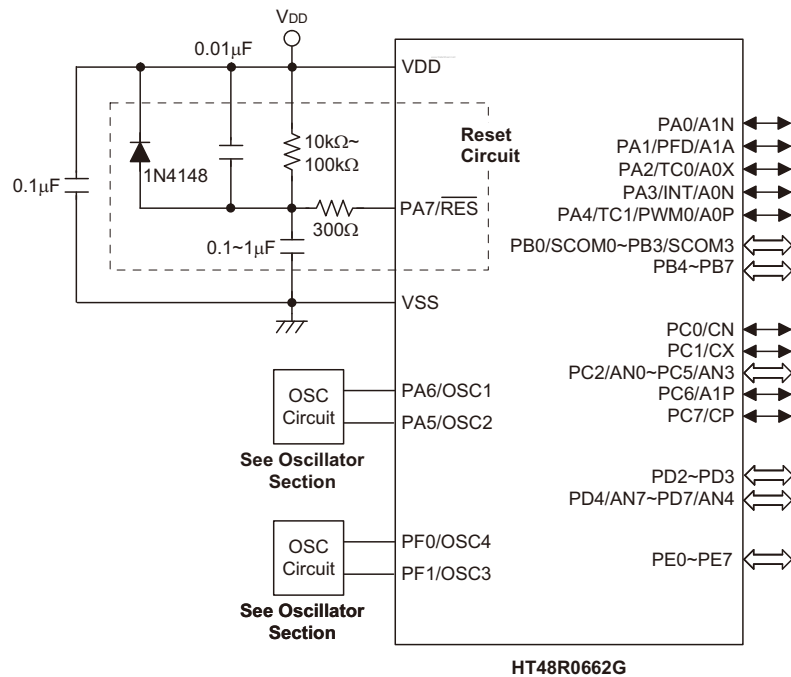 VDD
0.01μF
VDD
10kΩ~
100kΩ
Reset
Circuit
1N4148
0.1μF
PA7/RES
300Ω
0.1~1μF
VSS
OSC
Circuit
PA6/OSC1
PA5/OSC2
See Oscillator
Section
OSC
Circuit
PF0/OSC4
PF1/OSC3
See Oscillator
Section
PA0/A1N
PA1/PFD/A1A
PA2/TC0/A0X
PA3/INT/A0N
PA4/TC1/PWM0/A0P
PB0/SCOM0~PB3/SCOM3
PB4~PB7
PC0/CN
PC1/CX
PC2/AN0~PC5/AN3
PC6/A1P
PC7/CP
PD2~PD3
PD4/AN7~PD7/AN4
PE0~PE7
HT48R0662G